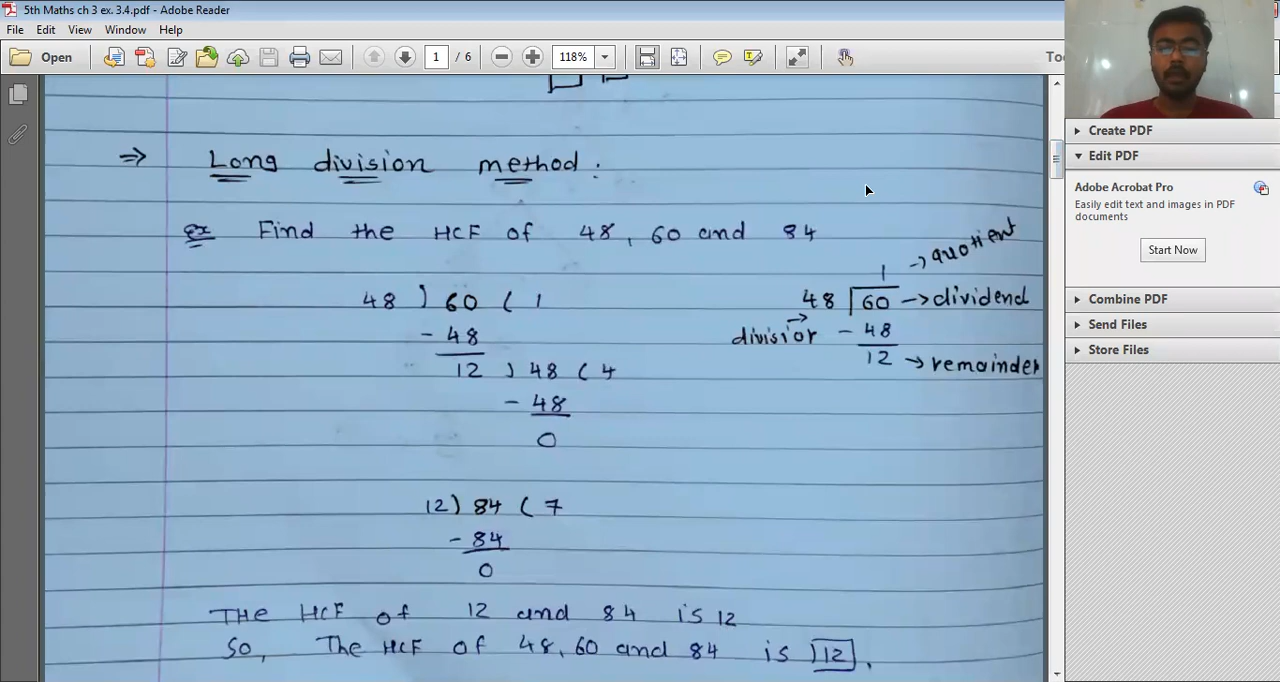 5th Maths ch 3 ex. 3.4.pdf - Adobe Reader
File Edit View Window Help
Open 1 / 6 118%
Create PDF
Edit PDF
Adobe Acrobat Pro
Easily edit text and images in PDF
documents
Start Now
Combine PDF
Send Files
Store Files
⇒ Long division method :
Ex Find the HCF of 48, 60 and 84
48 ) 60 ( 1
- 48
12 ) 48 ( 4
- 48
0
1 → quotient
48 60 → dividend
divisior → - 48
12 → remainder
12 ) 84 ( 7
- 84
0
THE HCF of 12 and 84 is 12
So, The HCF of 48, 60 and 84 is 12.